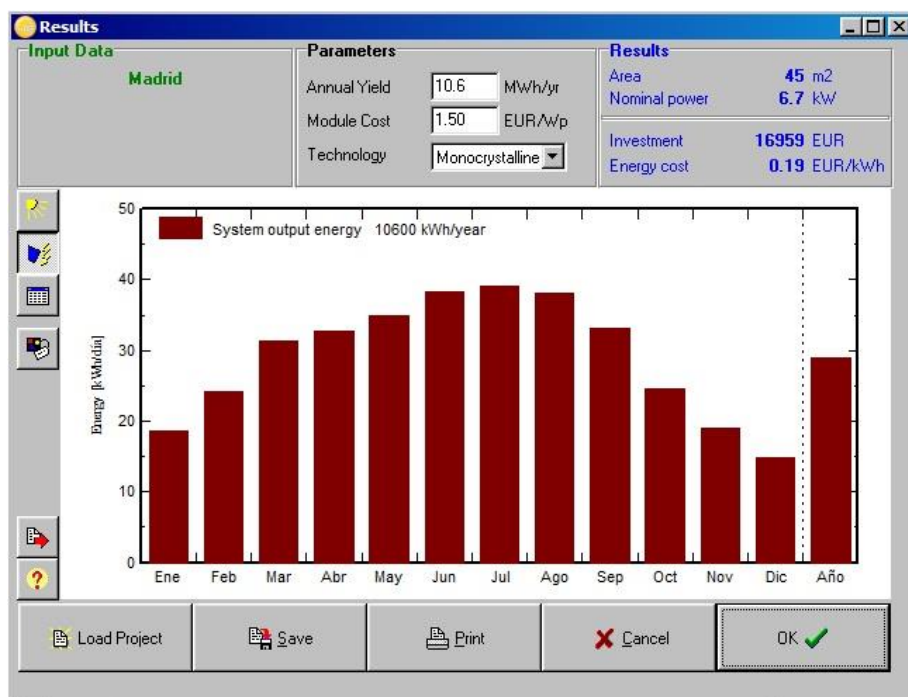 Results
Input Data
Madrid
Parameters
Annual Yield 10.6 MWh/yr
Module Cost 1.50 EUR/Wp
Technology Monocrystalline
Results
Area 45 m2
Nominal power 6.7 kW
Investment 16959 EUR
Energy cost 0.19 EUR/kWh
System output energy 10600 kWh/year
Energy [kWh/día]
50
40
30
20
10
0
Ene Feb Mar Abr May Jun Jul Ago Sep Oct Nov Dic Año
?
Load Project Save Print Cancel OK